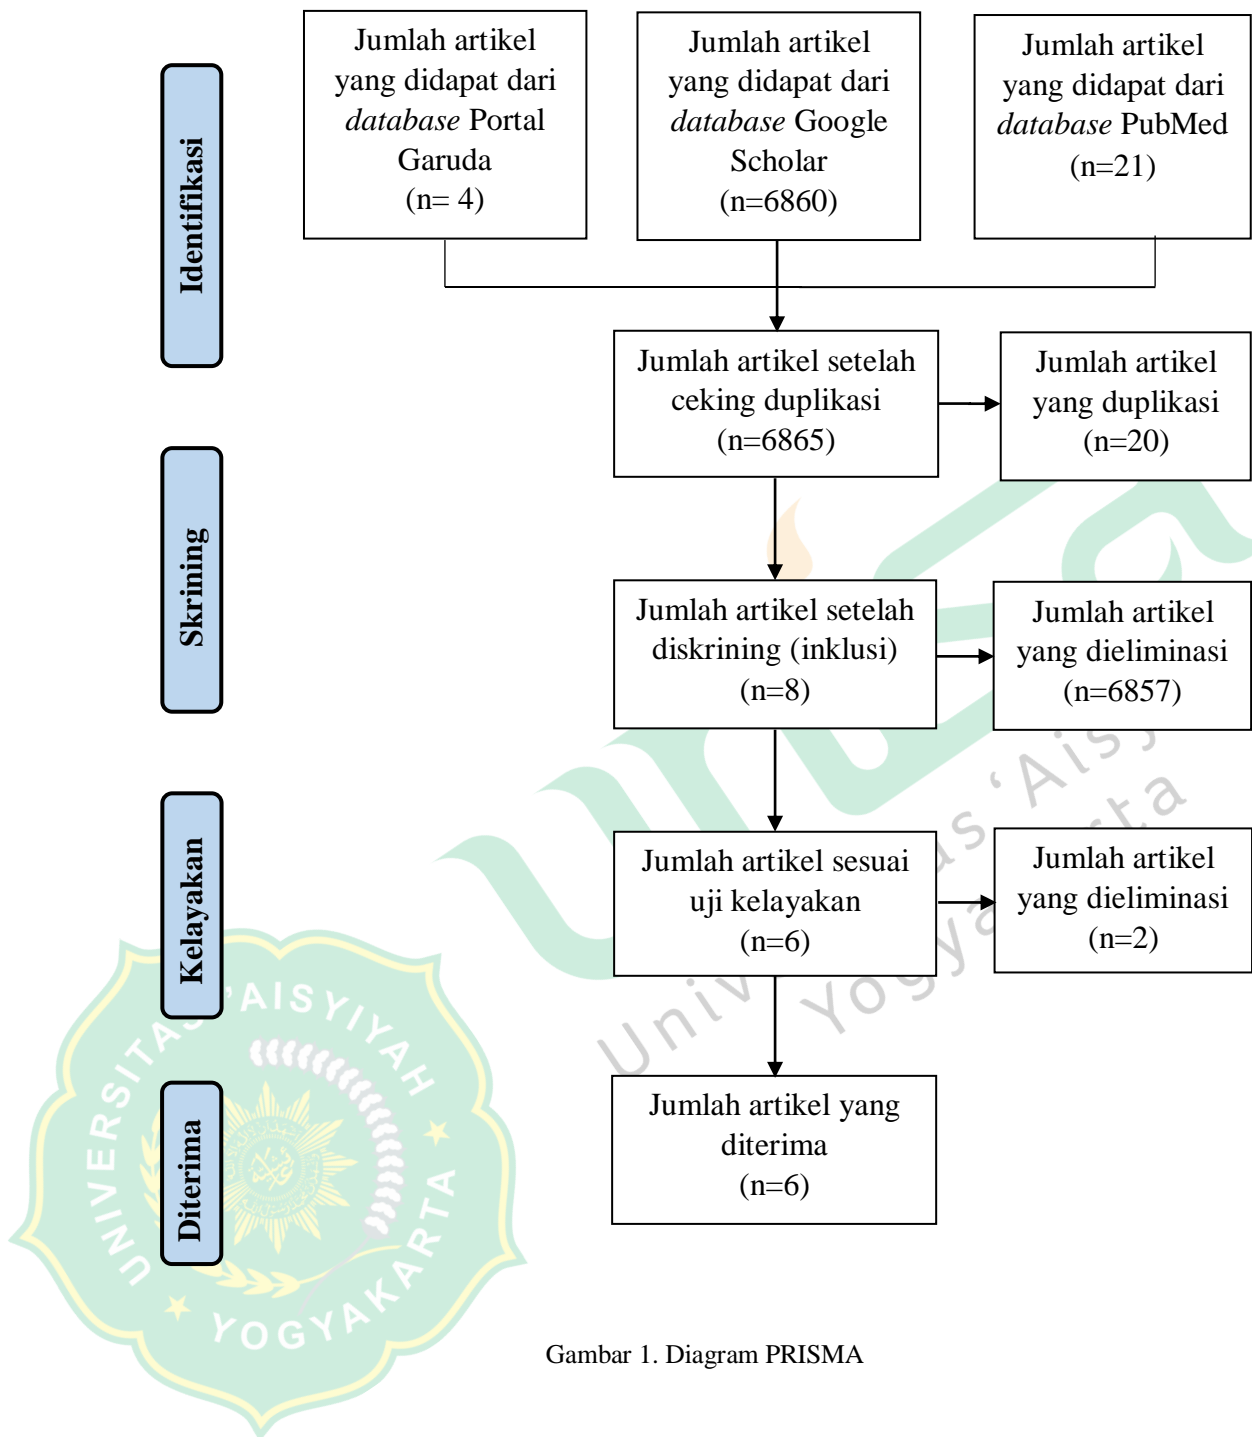 Jumlah artikel
yang didapat dari
database Portal
Garuda
(n= 4)
Jumlah artikel
yang didapat dari
database Google
Scholar
(n=6860)
Jumlah artikel
yang didapat dari
database PubMed
(n=21)
Identifikasi
Jumlah artikel setelah
ceking duplikasi
(n=6865)
Jumlah artikel
yang duplikasi
(n=20)
Skrining
Jumlah artikel setelah
diskrining (inklusi)
(n=8)
Jumlah artikel
yang dieliminasi
(n=6857)
Kelayakan
Jumlah artikel sesuai
uji kelayakan
(n=6)
Jumlah artikel
yang dieliminasi
(n=2)
Diterima
Jumlah artikel yang
diterima
(n=6)
UNIVERSITAS 'AISYIYAH
YOGYAKARTA
Gambar 1. Diagram PRISMA